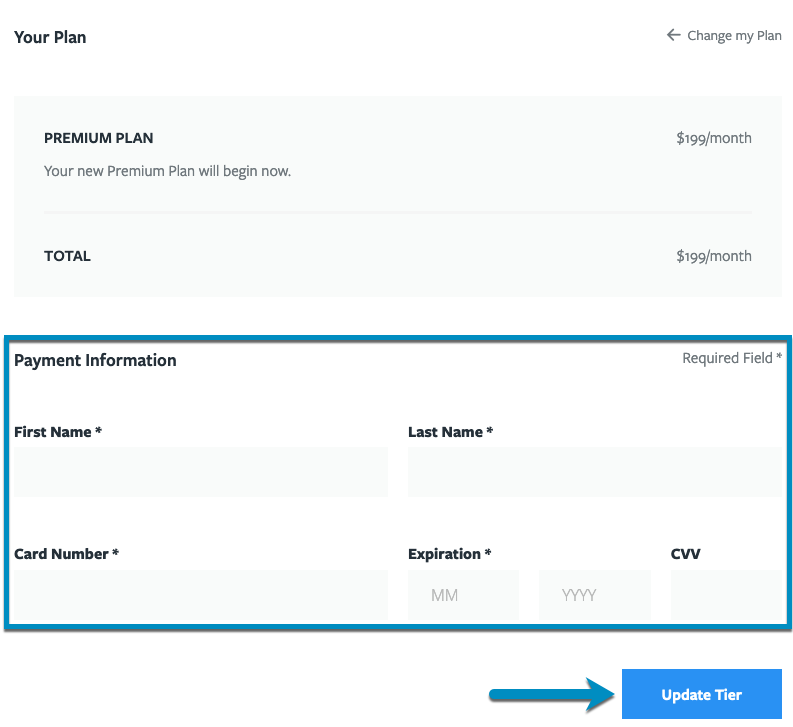 Your Plan
← Change my Plan
PREMIUM PLAN
$199/month
Your new Premium Plan will begin now.
TOTAL
$199/month
Payment Information
Required Field *
First Name *
Last Name *
Card Number *
Expiration *
CVV
MM
YYYY
Update Tier